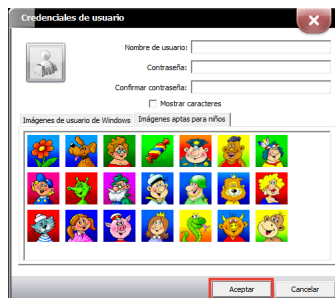 Credenciales de usuario
Nombre de usuario:
Contraseña:
Confirmar contraseña:
Mostrar caracteres
Imágenes de usuario de Windows Imágenes aptas para niños
Aceptar Cancelar